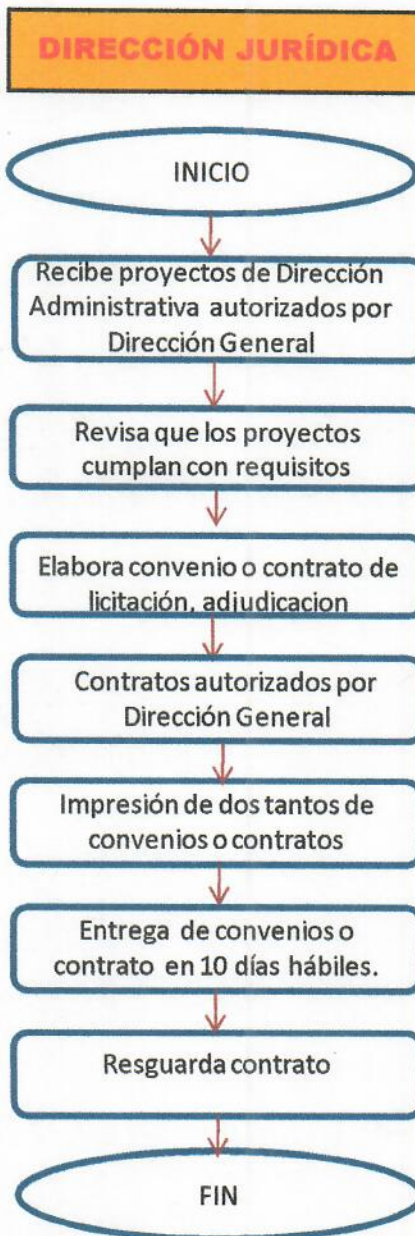 DIRECCIÓN JURÍDICA
INICIO
Recibe proyectos de Dirección
Administrativa autorizados por
Dirección General
Revisa que los proyectos
cumplan con requisitos
Elabora convenio o contrato de
licitación, adjudicacion
Contratos autorizados por
Dirección General
Impresión de dos tantos de
convenios o contratos
Entrega de convenios o
contrato en 10 días hábiles.
Resguarda contrato
FIN